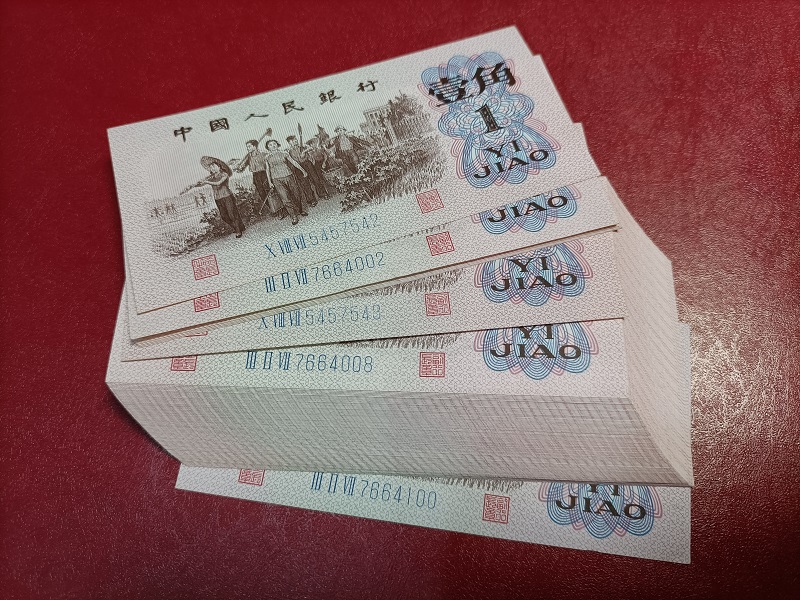 中國人民銀行
壹角
1
YI
JIAO
X VIII VII 5457542
JIAO
III II VII 7664002
YI
JIAO
X VIII VII 5457543
YI
JIAO
III II VII 7664008
III II VII 7664100
YI
JIAO